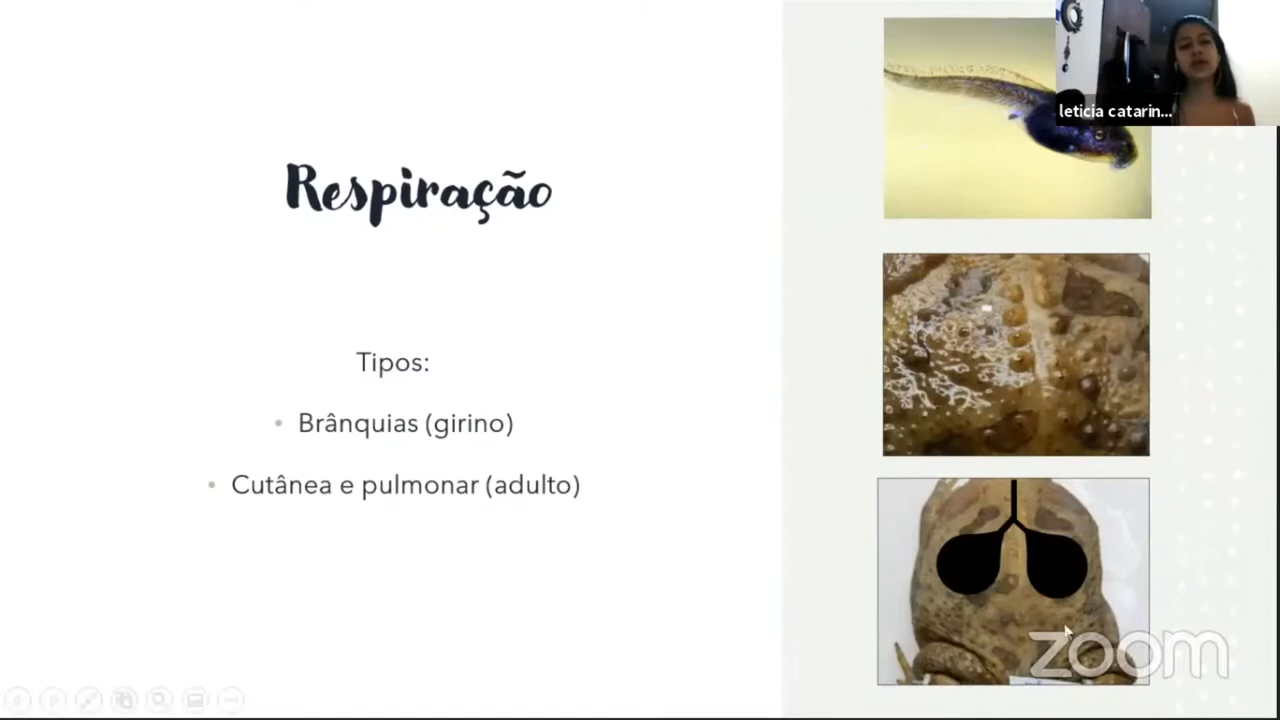 leticia catarin...
Respiração
Tipos:
• Brânquias (girino)
• Cutânea e pulmonar (adulto)
zoom